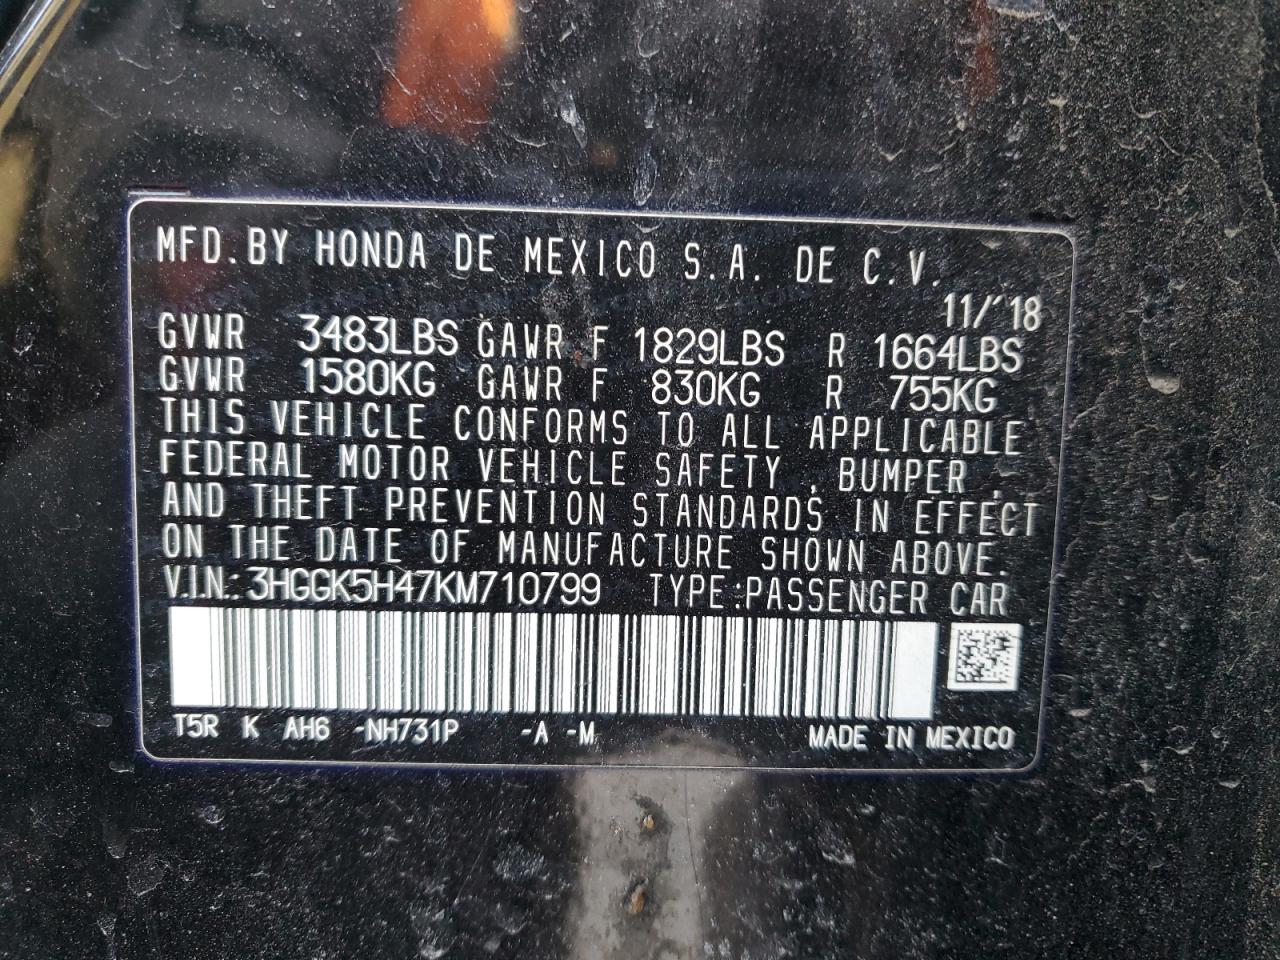 MFD. BY HONDA DE MEXICO S.A. DE C.V.
11/'18
GVWR 3483LBS GAWR F 1829LBS R 1664LBS
GVWR 1580KG GAWR F 830KG R 755KG
THIS VEHICLE CONFORMS TO ALL APPLICABLE
FEDERAL MOTOR VEHICLE SAFETY, BUMPER,
AND THEFT PREVENTION STANDARDS IN EFFECT
ON THE DATE OF MANUFACTURE SHOWN ABOVE.
V.I.N.: 3HGGK5H47KM710799 TYPE:PASSENGER CAR
T5R K AH6 -NH731P -A -M MADE IN MEXICO